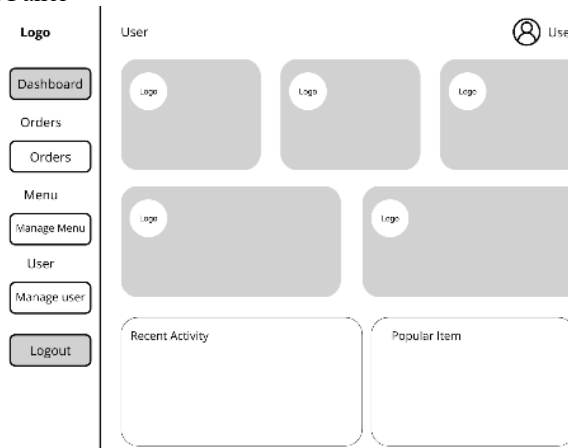 Logo
User
Use
Dashboard
Orders
Orders
Menu
Manage Menu
User
Manage user
Logout
Logo
Logo
Logo
Logo
Logo
Recent Activity
Popular Item